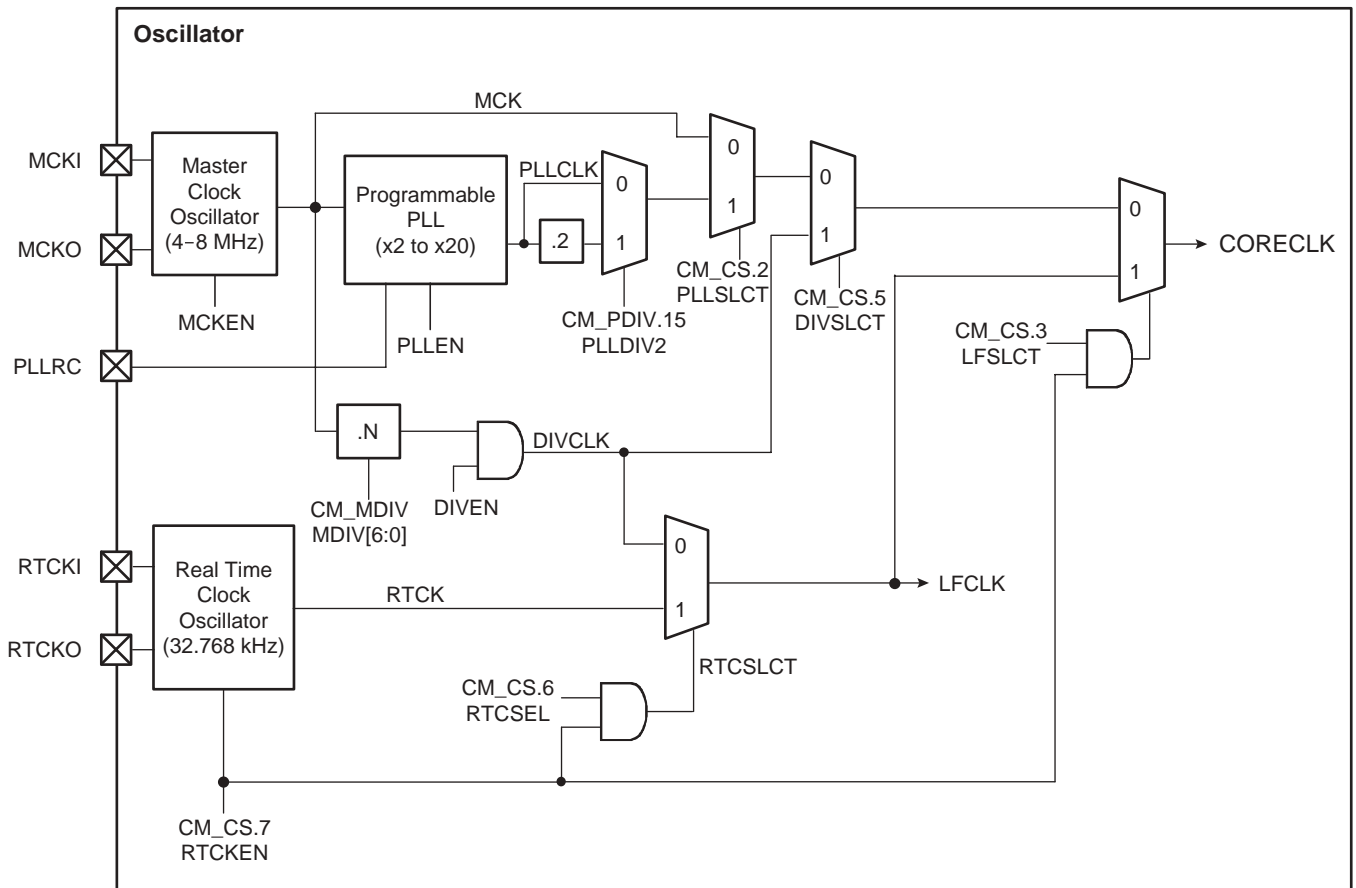 Oscillator
MCK
MCKI
MCKO
Master
Clock
Oscillator
(4–8 MHz)
MCKEN
PLLRC
Programmable
PLL
(x2 to x20)
PLLEN
PLLCLK
.2
0
1
CM_PDIV.15
PLLDIV2
0
1
CM_CS.2
PLLSLCT
0
1
CM_CS.5
DIVSLCT
0
1
CORECLK
CM_CS.3
LFSLCT
.N
CM_MDIV
MDIV[6:0]
DIVEN
DIVCLK
RTCKI
RTCKO
Real Time
Clock
Oscillator
(32.768 kHz)
RTCK
0
1
LFCLK
RTCSLCT
CM_CS.6
RTCSEL
CM_CS.7
RTCKEN